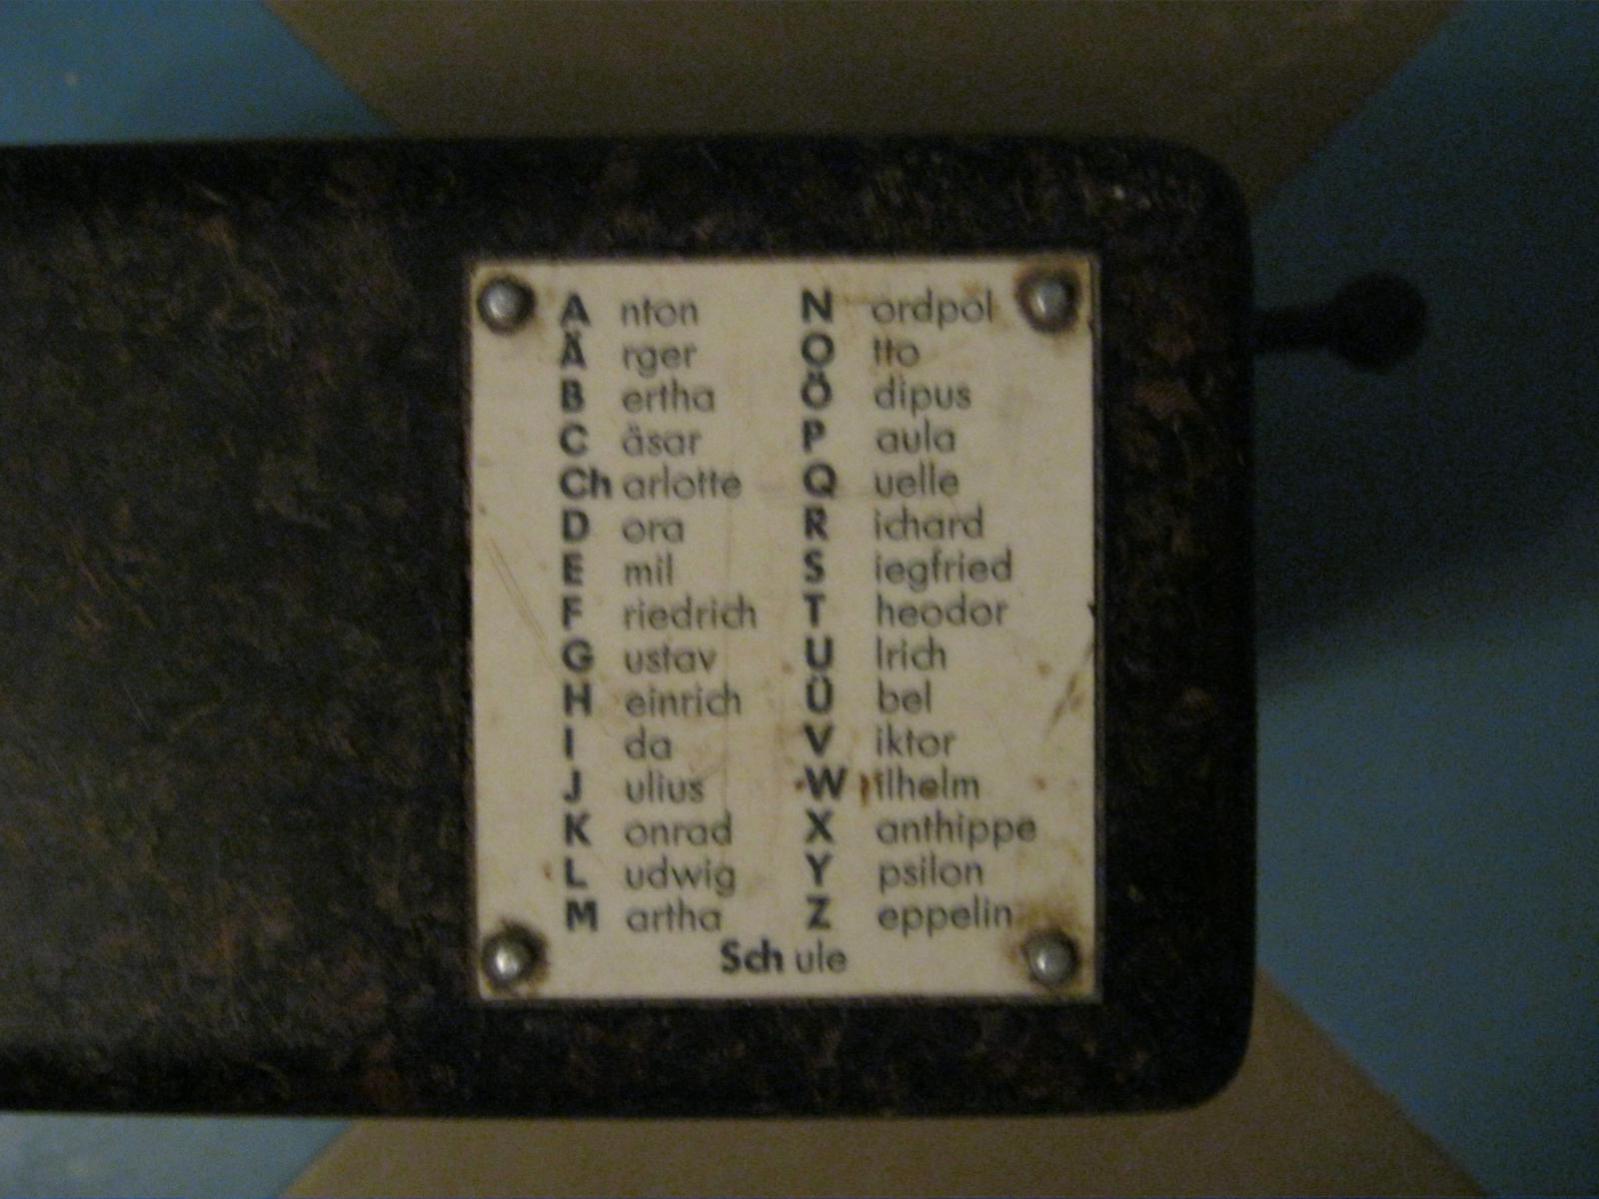 A nton
Ä rger
B ertha
C äsar
Ch arlotte
D ora
E mil
F riedrich
G ustav
H einrich
I da
J ulius
K onrad
L udwig
M artha
N ordpol
O tto
Ö dipus
P aula
Q uelle
R ichard
S iegfried
T heodor
U lrich
Ü bel
V iktor
W ilhelm
X anthippe
Y psilon
Z eppelin
Sch ule